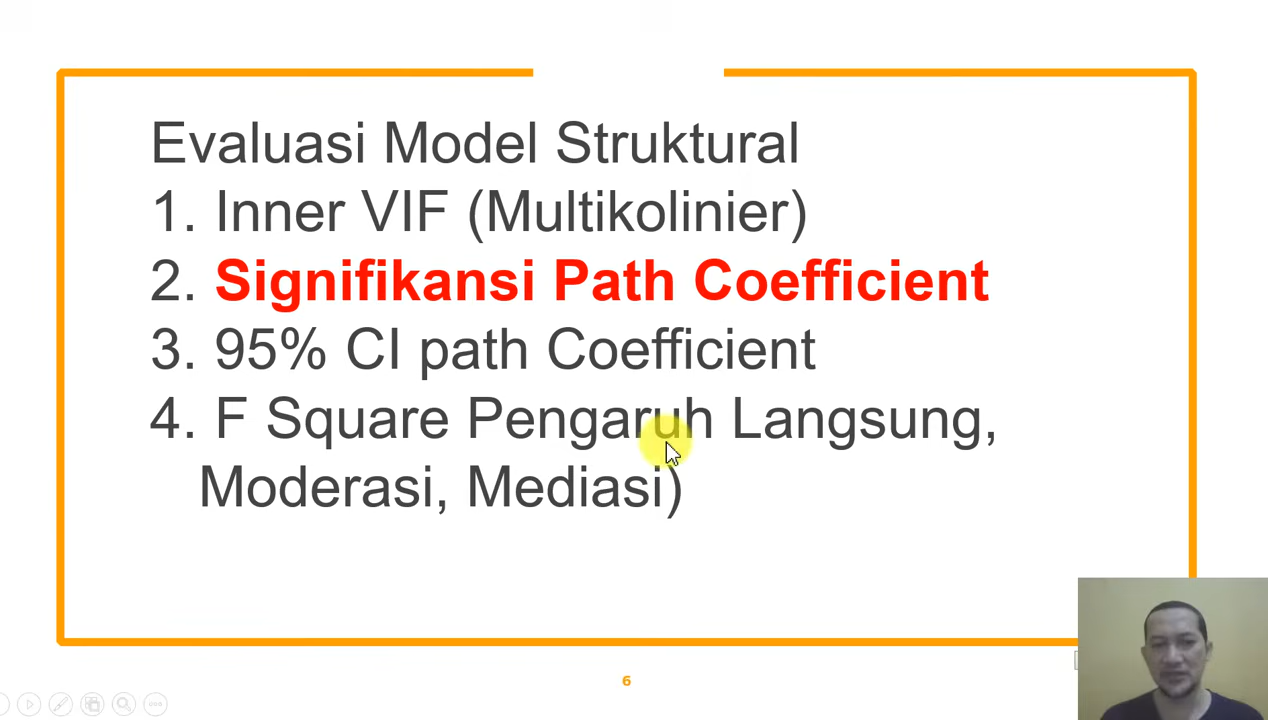 Evaluasi Model Struktural
1. Inner VIF (Multikolinier)
2. Signifikansi Path Coefficient
3. 95% CI path Coefficient
4. F Square Pengaruh Langsung,
Moderasi, Mediasi)
6